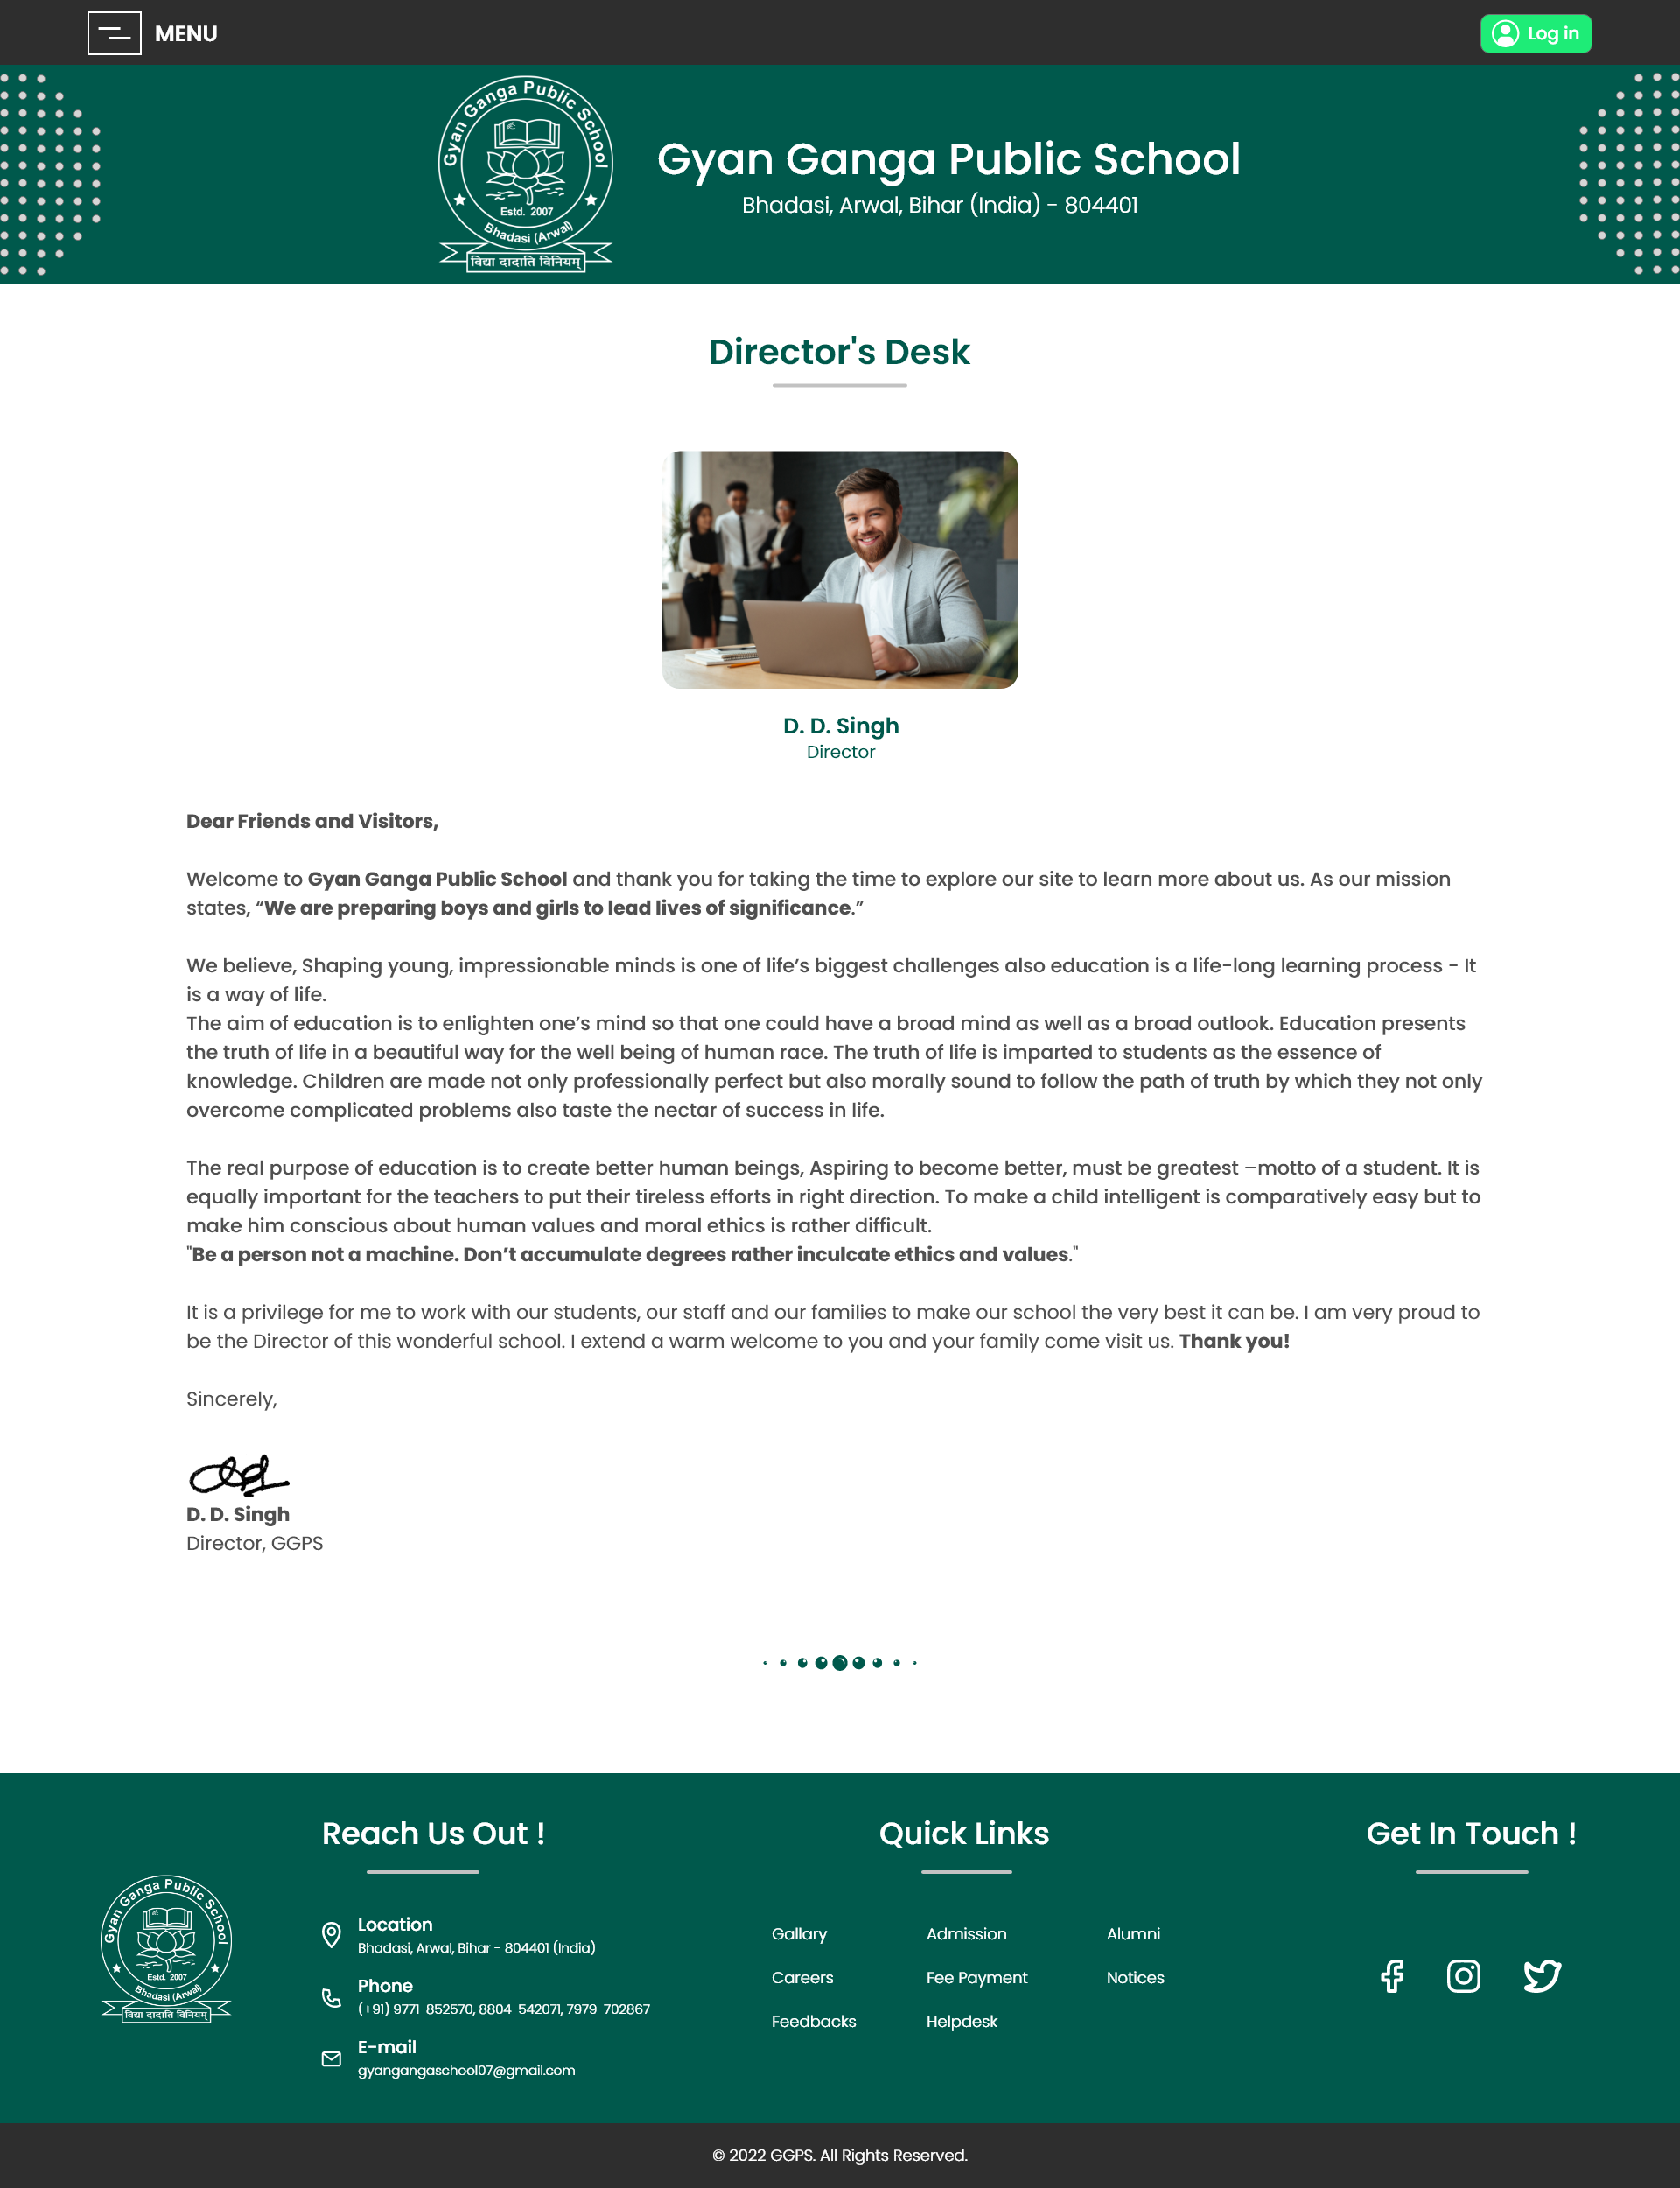 MENU
Log in
Gyan Ganga Public School
Estd. 2007
Bhadasi (Arwal)
विद्या दादाति विनियम्
Gyan Ganga Public School
Bhadasi, Arwal, Bihar (India) - 804401
Director's Desk
D. D. Singh
Director
Dear Friends and Visitors,
Welcome to Gyan Ganga Public School and thank you for taking the time to explore our site to learn more about us. As our mission
states, “We are preparing boys and girls to lead lives of significance.”
We believe, Shaping young, impressionable minds is one of life’s biggest challenges also education is a life-long learning process - It
is a way of life.
The aim of education is to enlighten one’s mind so that one could have a broad mind as well as a broad outlook. Education presents
the truth of life in a beautiful way for the well being of human race. The truth of life is imparted to students as the essence of
knowledge. Children are made not only professionally perfect but also morally sound to follow the path of truth by which they not only
overcome complicated problems also taste the nectar of success in life.
The real purpose of education is to create better human beings, Aspiring to become better, must be greatest –motto of a student. It is
equally important for the teachers to put their tireless efforts in right direction. To make a child intelligent is comparatively easy but to
make him conscious about human values and moral ethics is rather difficult.
"Be a person not a machine. Don’t accumulate degrees rather inculcate ethics and values."
It is a privilege for me to work with our students, our staff and our families to make our school the very best it can be. I am very proud to
be the Director of this wonderful school. I extend a warm welcome to you and your family come visit us. Thank you!
Sincerely,
D. D. Singh
Director, GGPS
Gyan Ganga Public School
Estd. 2007
Bhadasi (Arwal)
विद्या दादाति विनियम्
Reach Us Out !
Location
Bhadasi, Arwal, Bihar - 804401 (India)
Phone
(+91) 9771-852570, 8804-542071, 7979-702867
E-mail
gyangangaschool07@gmail.com
Quick Links
Gallary
Admission
Alumni
Careers
Fee Payment
Notices
Feedbacks
Helpdesk
Get In Touch !
© 2022 GGPS. All Rights Reserved.